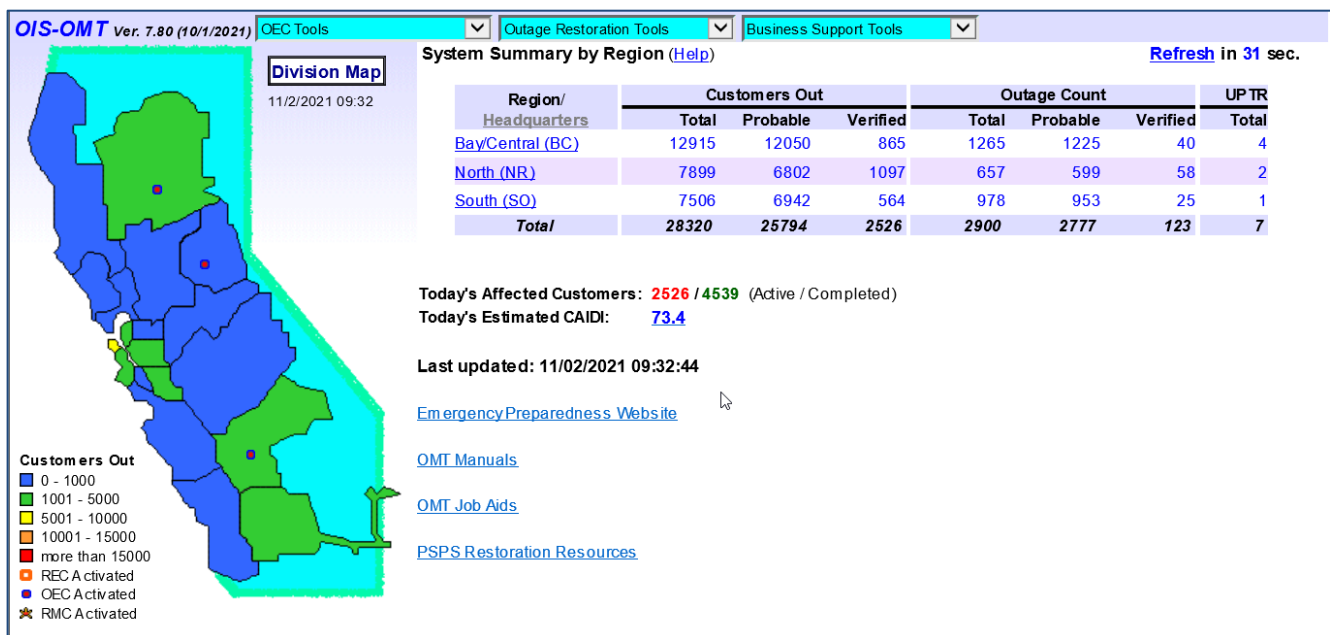 OIS-OMT Ver. 7.80 (10/1/2021) OEC Tools Outage Restoration Tools Business Support Tools
Division Map
11/2/2021 09:32
System Summary by Region (Help) Refresh in 31 sec.
Region/ Customers Out Outage Count UPTR
Headquarters Total Probable Verified Total Probable Verified Total
Bay/Central (BC) 12915 12050 865 1265 1225 40 4
North (NR) 7899 6802 1097 657 599 58 2
South (SO) 7506 6942 564 978 953 25 1
Total 28320 25794 2526 2900 2777 123 7
Today's Affected Customers: 2526 / 4539 (Active / Completed)
Today's Estimated CAIDI: 73.4
Last updated: 11/02/2021 09:32:44
Emergency Preparedness Website
OMT Manuals
OMT Job Aids
PSPS Restoration Resources
Customers Out
0 - 1000
1001 - 5000
5001 - 10000
10001 - 15000
more than 15000
REC Activated
OEC Activated
RMC Activated